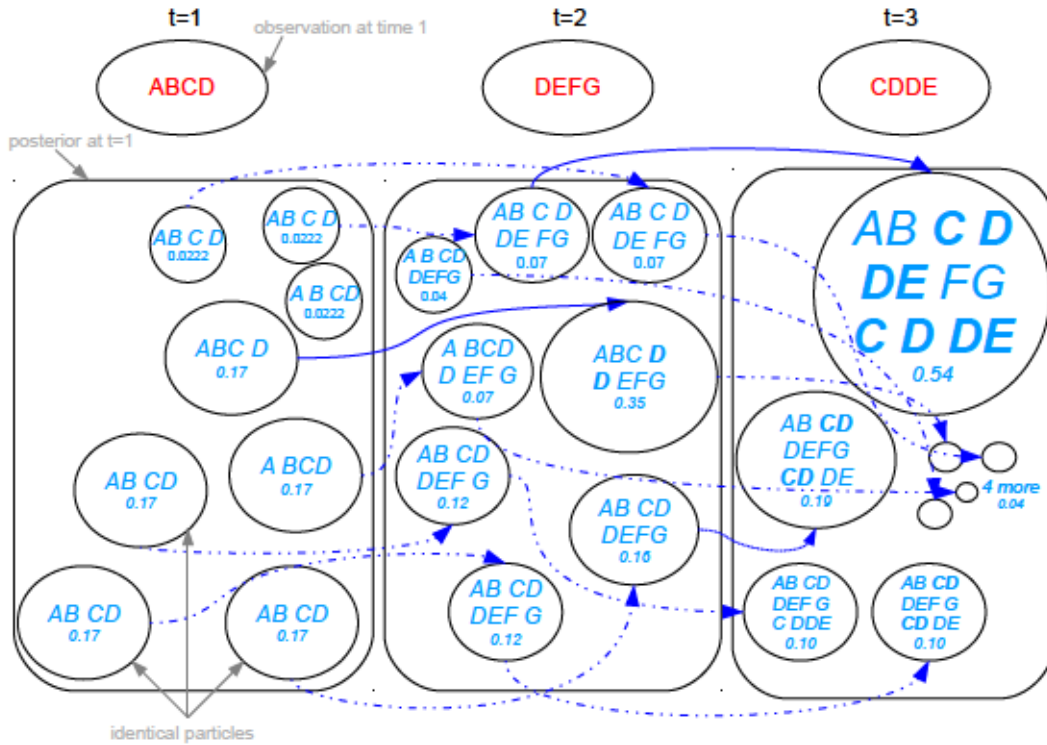 t=1
t=2
t=3
observation at time 1
ABCD
DEFG
CDDE
posterior at t=1
AB C D
0.0222
AB C D
0.0222
A B CD
0.0222
ABC D
0.17
AB CD
0.17
A BCD
0.17
AB CD
0.17
AB CD
0.17
identical particles
AB C D
DE FG
0.07
AB C D
DE FG
0.07
A B CD
DEFG
0.04
A BCD
D EF G
0.07
ABC D
D EFG
0.35
AB CD
DEF G
0.12
AB CD
DEFG
0.16
AB CD
DEF G
0.12
AB C D
DE FG
C D DE
0.54
AB CD
DEFG
CD DE
0.19
4 more
0.04
AB CD
DEF G
C DDE
0.10
AB CD
DEF G
CD DE
0.10